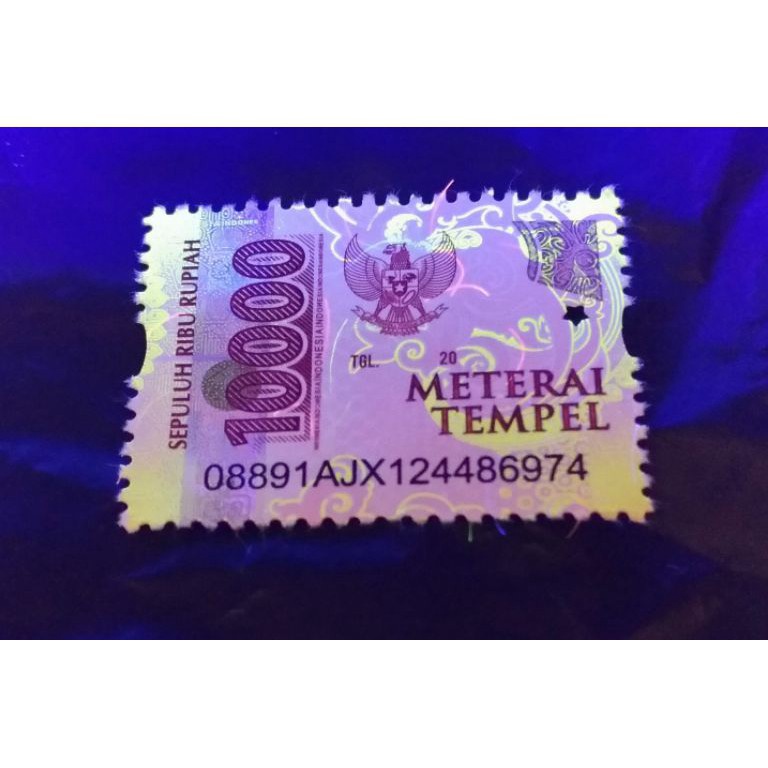 SEPULUH RIBU RUPIAH
10000
TGL. 20
METERAI
TEMPEL
08891AJX124486974